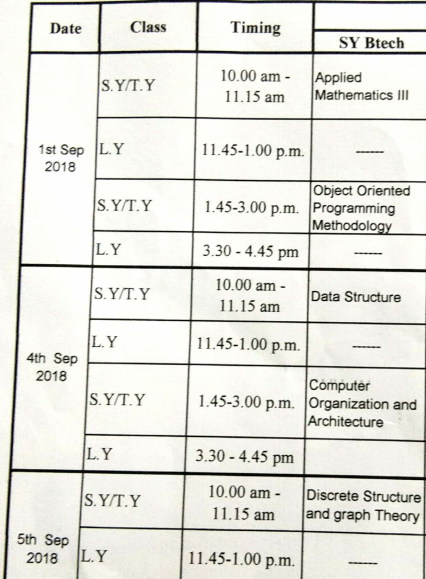 Date Class Timing
SY Btech
S.Y/T.Y 10.00 am - Applied
11.15 am Mathematics III
1st Sep L.Y 11.45-1.00 p.m. ------
2018
Object Oriented
S.Y/T.Y 1.45-3.00 p.m. Programming
Methodology
L.Y 3.30 - 4.45 pm ------
S.Y/T.Y 10.00 am - Data Structure
11.15 am
L.Y 11.45-1.00 p.m. ------
4th Sep
2018
Computer
S.Y/T.Y 1.45-3.00 p.m. Organization and
Architecture
L.Y 3.30 - 4.45 pm
S.Y/T.Y 10.00 am - Discrete Structure
11.15 am and graph Theory
5th Sep
2018 L.Y 11.45-1.00 p.m. ------